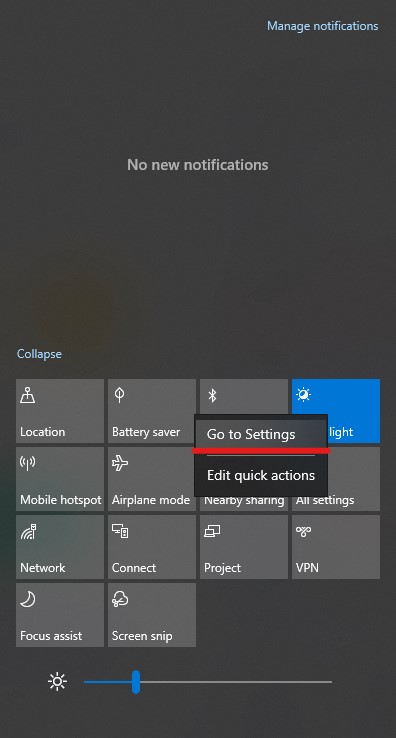 Manage notifications
No new notifications
Collapse
Location
Battery saver
light
Go to Settings
Edit quick actions
Mobile hotspot
Airplane mode
Nearby sharing
All settings
Network
Connect
Project
VPN
Focus assist
Screen snip